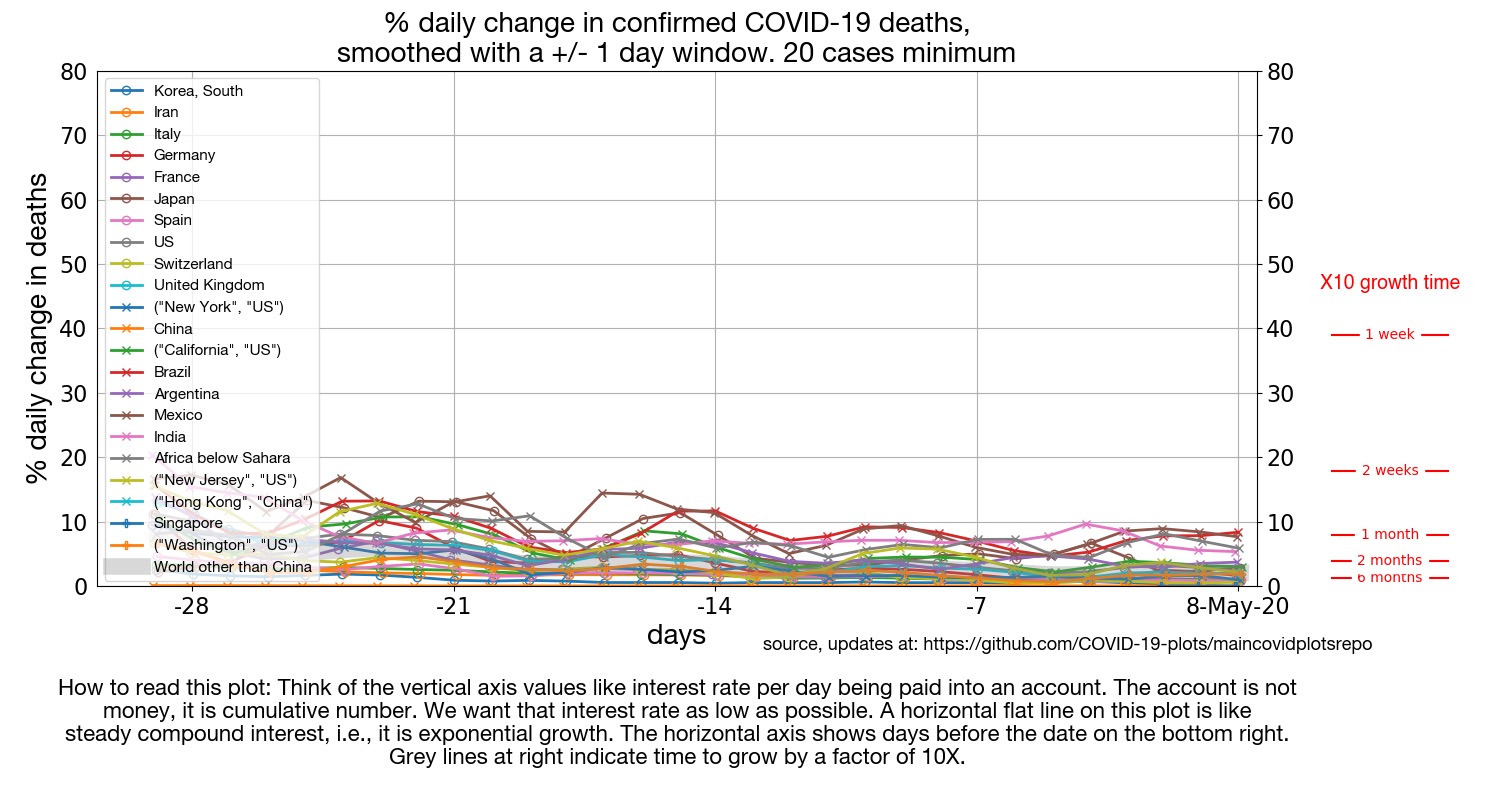 % daily change in confirmed COVID-19 deaths,
smoothed with a +/- 1 day window. 20 cases minimum
% daily change in deaths
80
70
60
50
40
30
20
10
0
Korea, South
Iran
Italy
Germany
France
Japan
Spain
US
Switzerland
United Kingdom
("New York", "US")
China
("California", "US")
Brazil
Argentina
Mexico
India
Africa below Sahara
("New Jersey", "US")
("Hong Kong", "China")
Singapore
("Washington", "US")
World other than China
80
70
60
50
40
30
20
10
0
X10 growth time
1 week
2 weeks
1 month
2 months
6 months
-28
-21
-14
-7
8-May-20
days
source, updates at: https://github.com/COVID-19-plots/maincovidplotsrepo
How to read this plot: Think of the vertical axis values like interest rate per day being paid into an account. The account is not
money, it is cumulative number. We want that interest rate as low as possible. A horizontal flat line on this plot is like
steady compound interest, i.e., it is exponential growth. The horizontal axis shows days before the date on the bottom right.
Grey lines at right indicate time to grow by a factor of 10X.